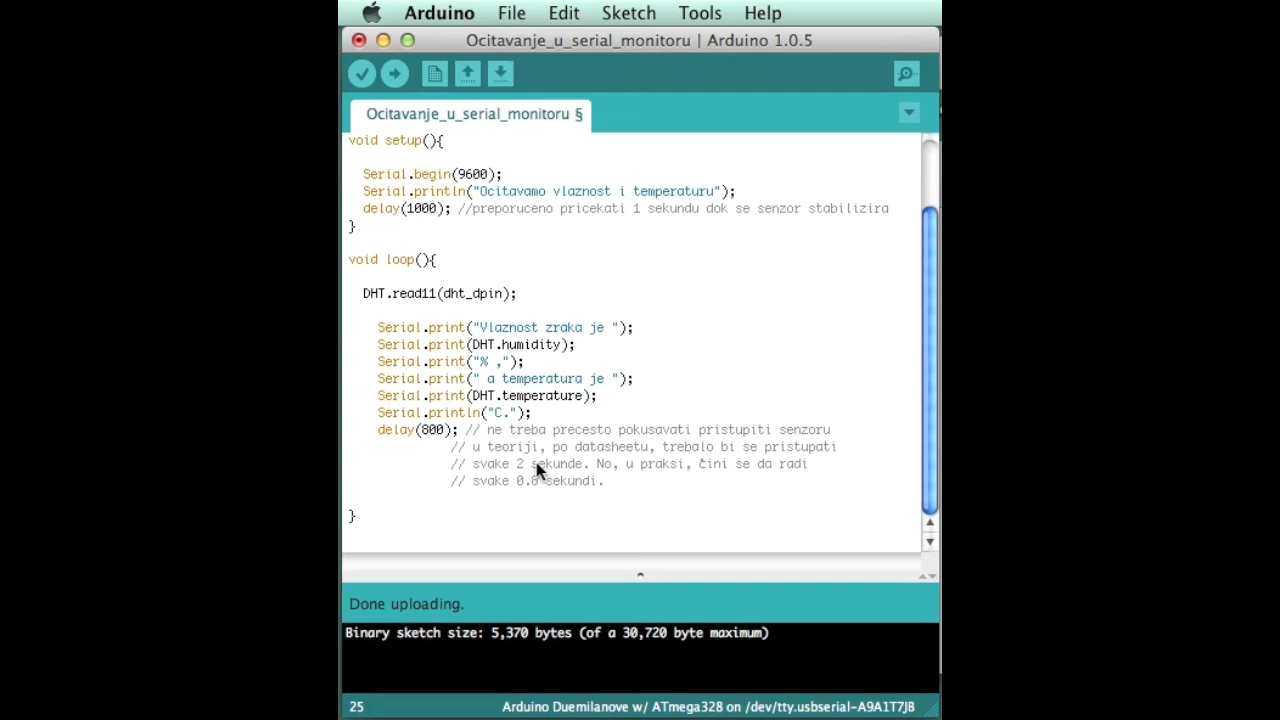 Arduino File Edit Sketch Tools Help
Ocitavanje_u_serial_monitoru | Arduino 1.0.5
Ocitavanje_u_serial_monitoru §
void setup(){
Serial.begin(9600);
Serial.println("Ocitavamo vlaznost i temperaturu");
delay(1000); //preporuceno pricekati 1 sekundu dok se senzor stabilizira
}
void loop(){
DHT.read11(dht_dpin);
Serial.print("Vlaznost zraka je ");
Serial.print(DHT.humidity);
Serial.print("% ,");
Serial.print(" a temperatura je ");
Serial.print(DHT.temperature);
Serial.println("C.");
delay(800); // ne treba precesto pokusavati pristupiti senzoru
// u teoriji, po datasheetu, trebalo bi se pristupati
// svake 2 sekunde. No, u praksi, čini se da radi
// svake 0.8 sekundi.
}
Done uploading.
Binary sketch size: 5,370 bytes (of a 30,720 byte maximum)
25 Arduino Duemilanove w/ ATmega328 on /dev/tty.usbserial-A9A1T7JB